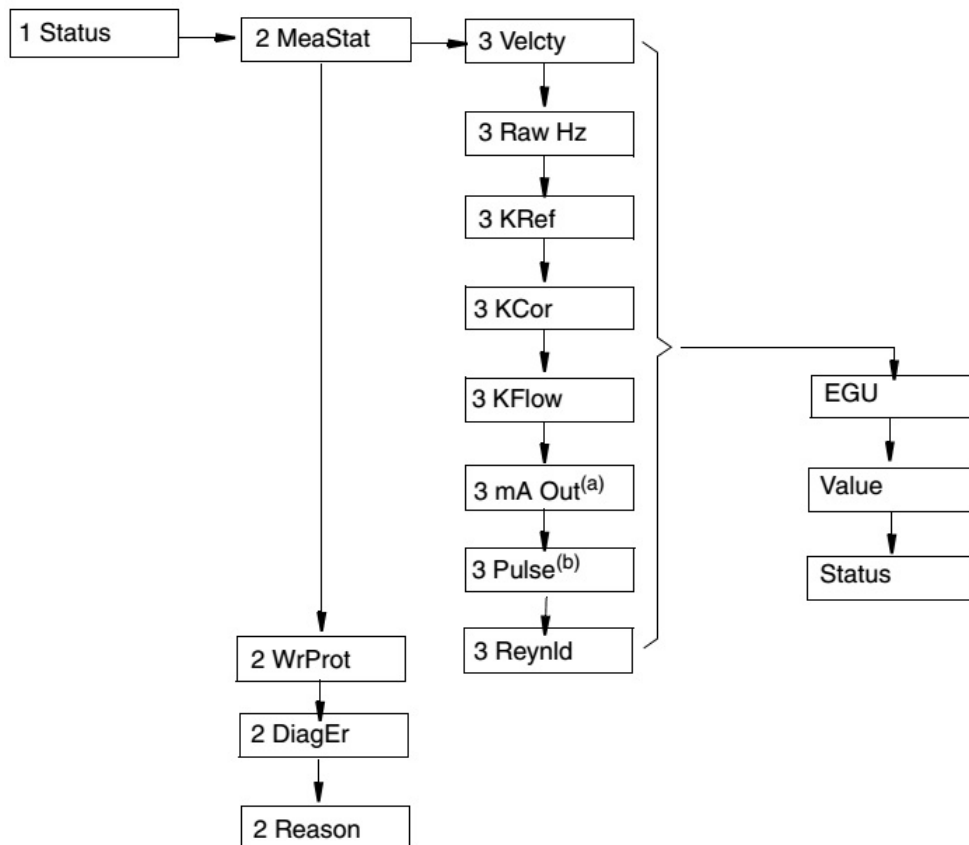 1 Status
2 MeaStat
3 Velcty
3 Raw Hz
3 KRef
3 KCor
3 KFlow
3 mA Out(a)
3 Pulse(b)
3 Reynld
EGU
Value
Status
2 WrProt
2 DiagEr
2 Reason